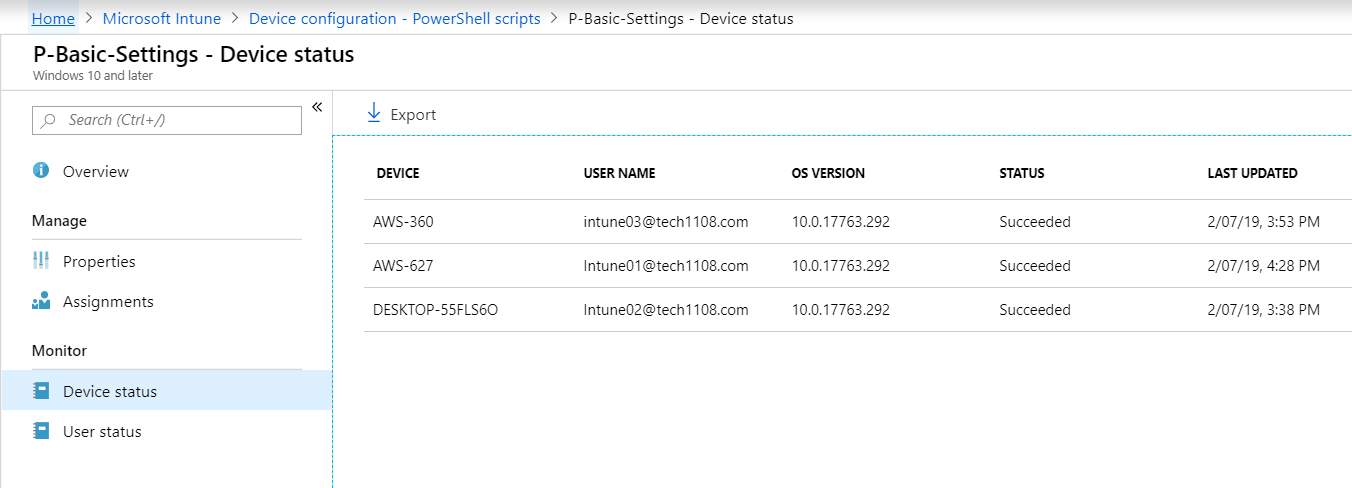 Home > Microsoft Intune > Device configuration - PowerShell scripts > P-Basic-Settings - Device status
P-Basic-Settings - Device status
Windows 10 and later
Search (Ctrl+/)
«
Overview
Manage
Properties
Assignments
Monitor
Device status
User status
Export
DEVICE USER NAME OS VERSION STATUS LAST UPDATED
AWS-360 intune03@tech1108.com 10.0.17763.292 Succeeded 2/07/19, 3:53 PM
AWS-627 Intune01@tech1108.com 10.0.17763.292 Succeeded 2/07/19, 4:28 PM
DESKTOP-55FLS6O Intune02@tech1108.com 10.0.17763.292 Succeeded 2/07/19, 3:38 PM